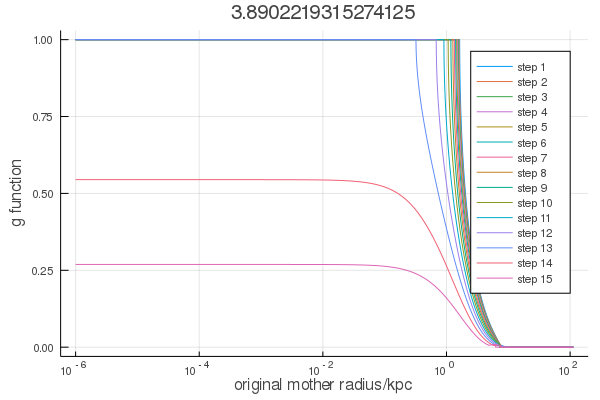 3.8902219315274125
1.00
0.75
0.50
0.25
0.00
g function
step 1
step 2
step 3
step 4
step 5
step 6
step 7
step 8
step 9
step 10
step 11
step 12
step 13
step 14
step 15
10^-6 10^-4 10^-2 10^0 10^2
original mother radius/kpc